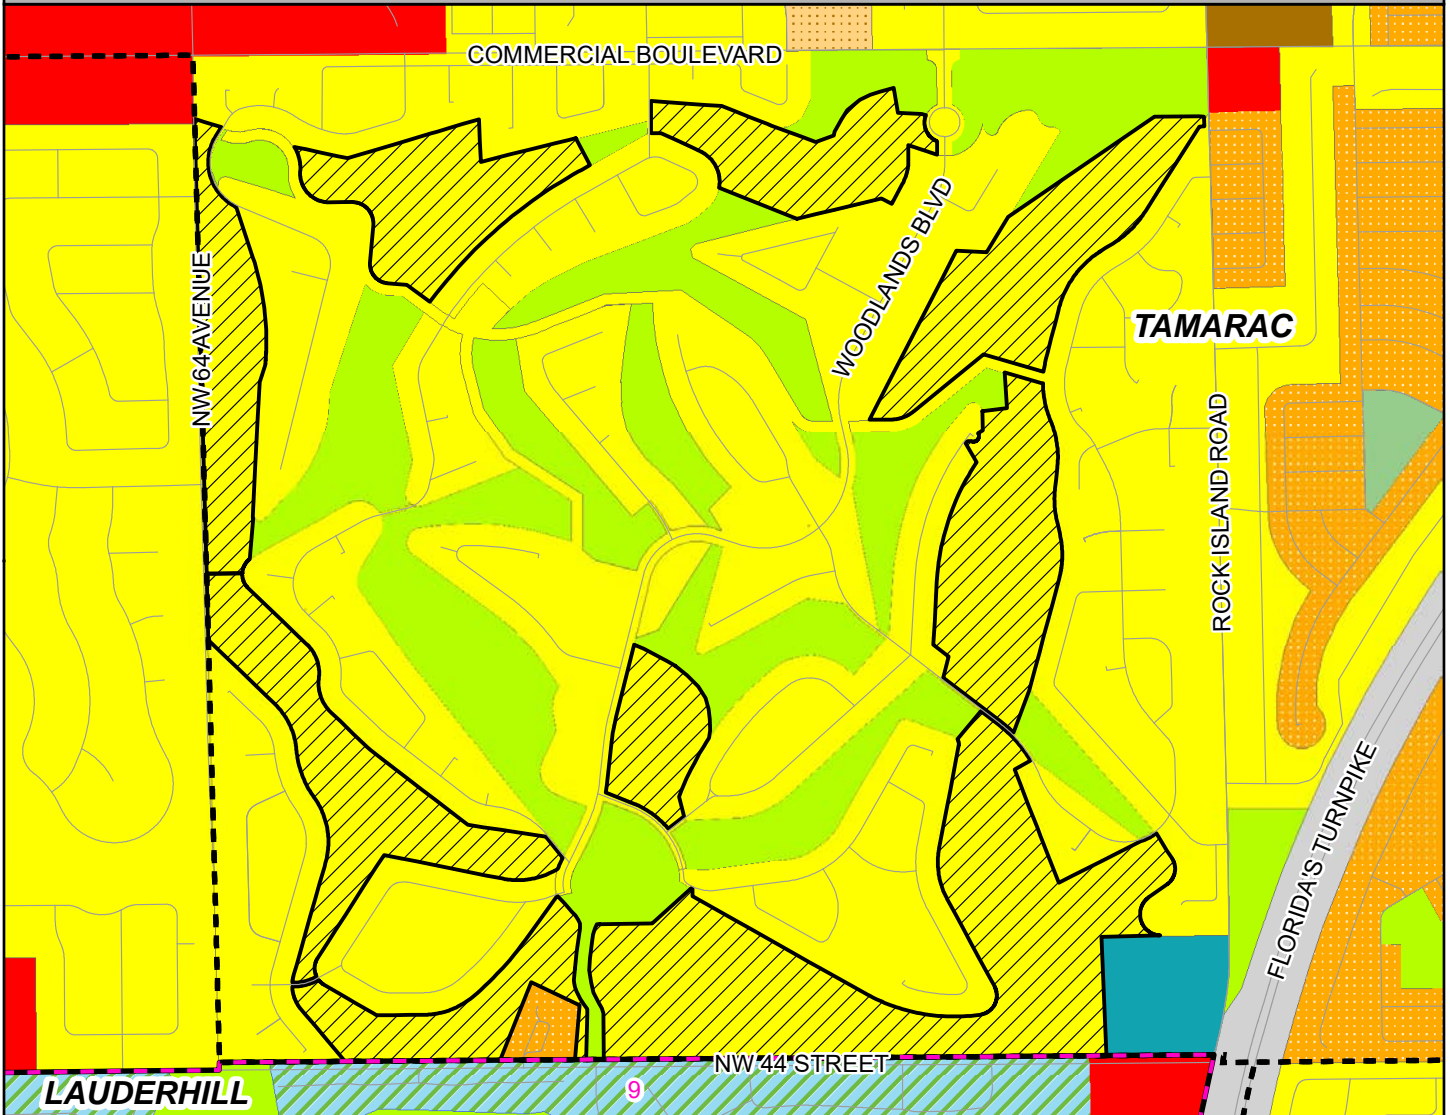 COMMERCIAL BOULEVARD
WOODLANDS BLVD
NW 64 AVENUE
TAMARAC
ROCK ISLAND ROAD
FLORIDA'S TURNPIKE
NW 44 STREET
LAUDERHILL
9